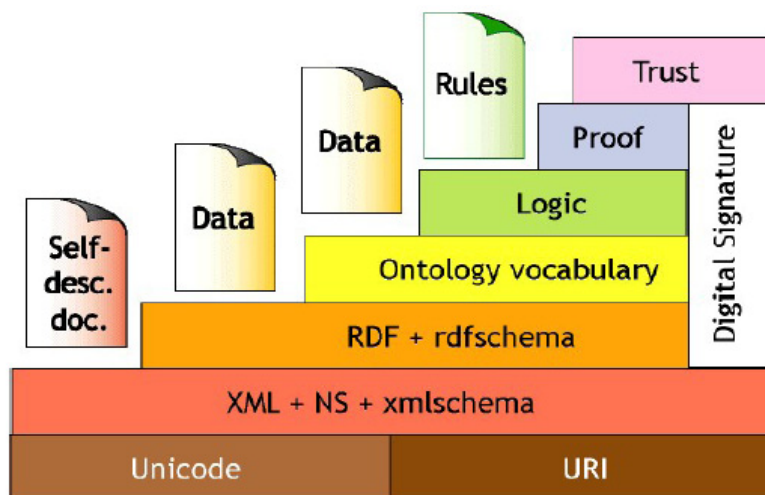 Trust
Rules
Proof
Data
Logic
Data
Digital Signature
Self-
desc.
doc.
Ontology vocabulary
RDF + rdfschema
XML + NS + xmlschema
Unicode
URI